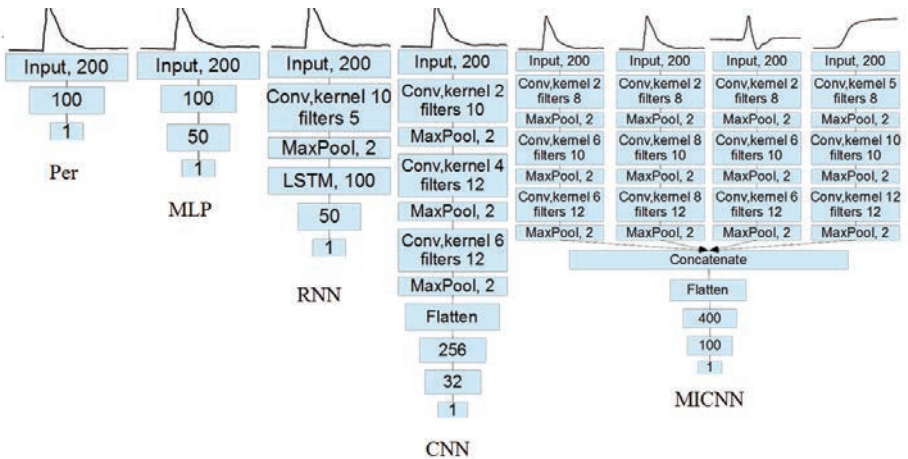 Input, 200
100
1
Per
Input, 200
100
50
1
MLP
Input, 200
Conv,kernel 10
filters 5
MaxPool, 2
LSTM, 100
50
1
RNN
Input, 200
Conv,kernel 2
filters 10
MaxPool, 2
Conv,kernel 4
filters 12
MaxPool, 2
Conv,kernel 6
filters 12
MaxPool, 2
Flatten
256
32
1
CNN
Input, 200
Conv,kernel 2
filters 8
MaxPool, 2
Conv,kernel 6
filters 10
MaxPool, 2
Conv,kernel 6
filters 12
MaxPool, 2
Input, 200
Conv,kernel 2
filters 8
MaxPool, 2
Conv,kernel 8
filters 10
MaxPool, 2
Conv,kernel 8
filters 12
MaxPool, 2
Input, 200
Conv,kernel 2
filters 8
MaxPool, 2
Conv,kernel 6
filters 10
MaxPool, 2
Conv,kernel 6
filters 12
MaxPool, 2
Input, 200
Conv,kernel 5
filters 8
MaxPool, 2
Conv,kernel 10
filters 10
MaxPool, 2
Conv,kernel 12
filters 12
MaxPool, 2
Concatenate
Flatten
400
100
1
MICNN